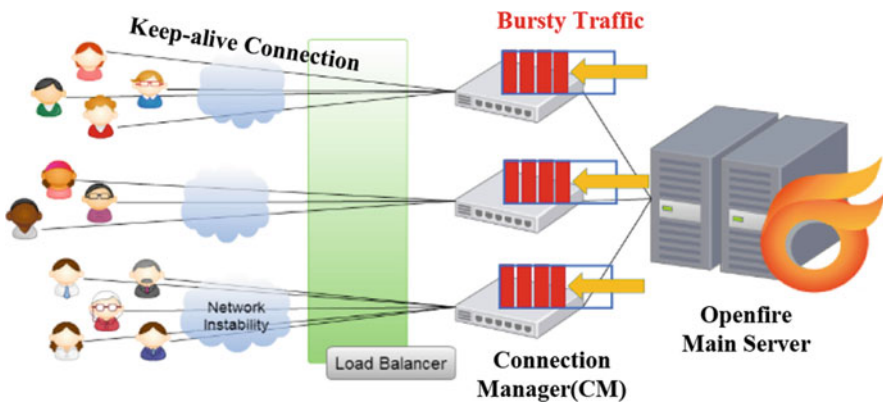 Keep-alive Connection
Bursty Traffic
Network
Instability
Load Balancer
Connection
Manager(CM)
Openfire
Main Server